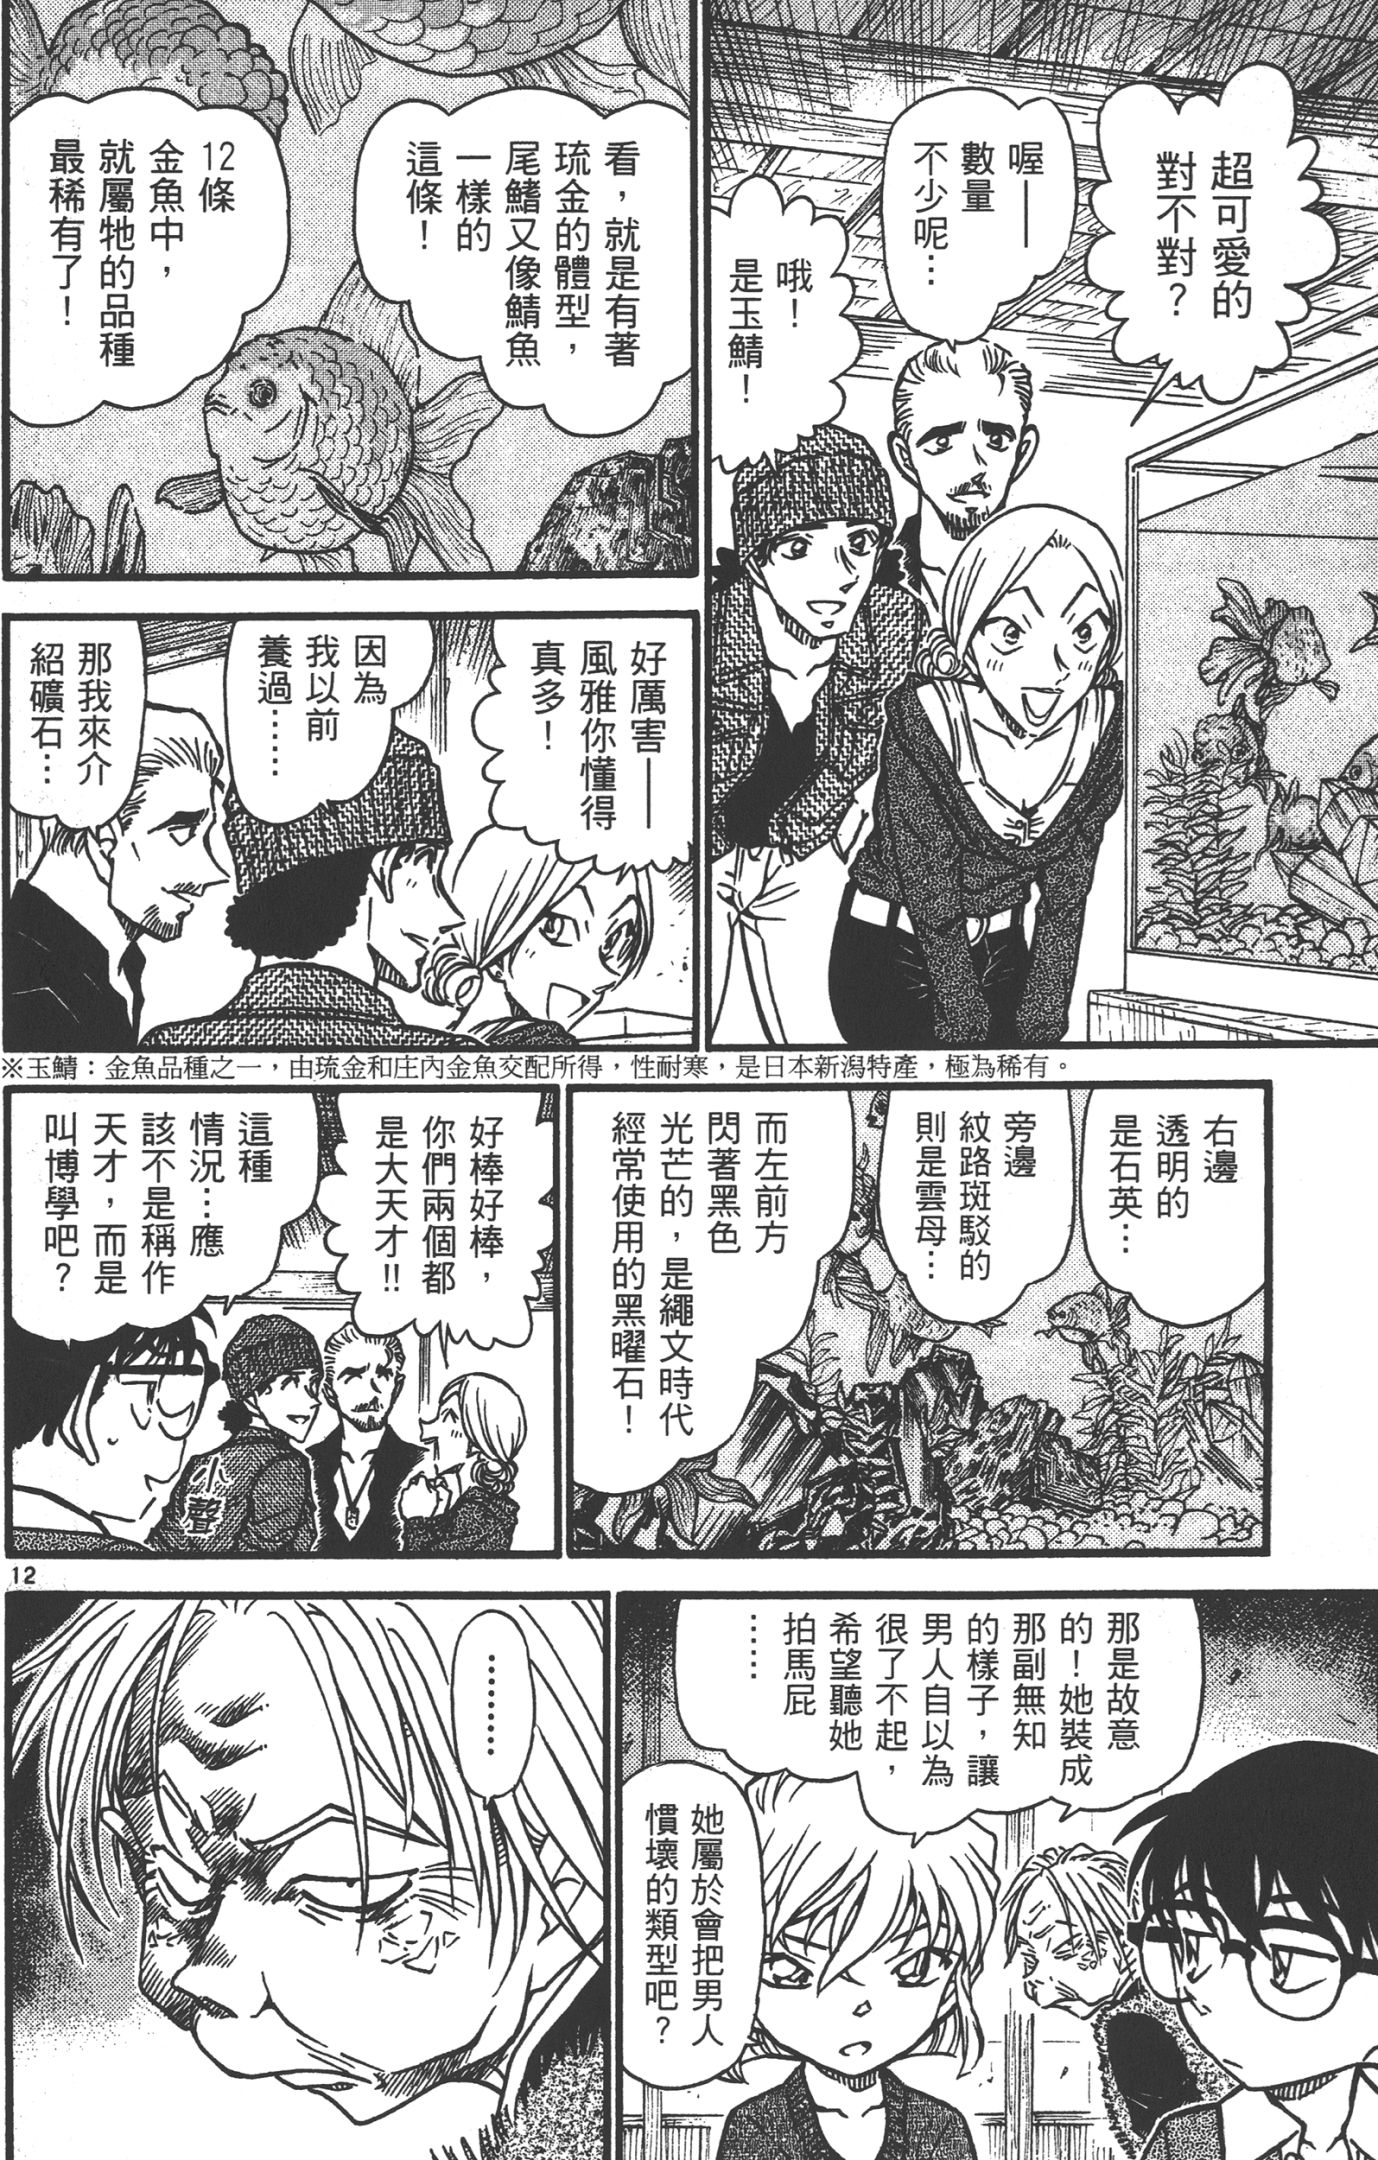 超可愛的
對不對？
喔——
數量
不少呢…
哦！
是玉鯖！
看，就是有著
琉金的體型，
尾鰭又像鯖魚
一樣的
這條！
12條
金魚中，
就屬牠的品種
最稀有了！
好厲害——
風雅你懂得
真多！
因為
我以前
養過……
那我來介
紹礦石…
※玉鯖：金魚品種之一，由琉金和庄內金魚交配所得，性耐寒，是日本新潟特產，極為稀有。
右邊
透明的
是石英…
旁邊
紋路斑駁的
則是雲母…
而左前方
閃著黑色
光芒的，是繩文時代
經常使用的黑曜石！
好棒好棒，
你們兩個都
是大天才!!
這種
情況…應
該不是稱作
天才，而是
叫博學吧？
小聲
12
那是故意
的！她裝成
那副無知
的樣子，讓
男人自以為
很了不起，
希望聽她
拍馬屁
……
她屬於會把男人
慣壞的類型吧？
………